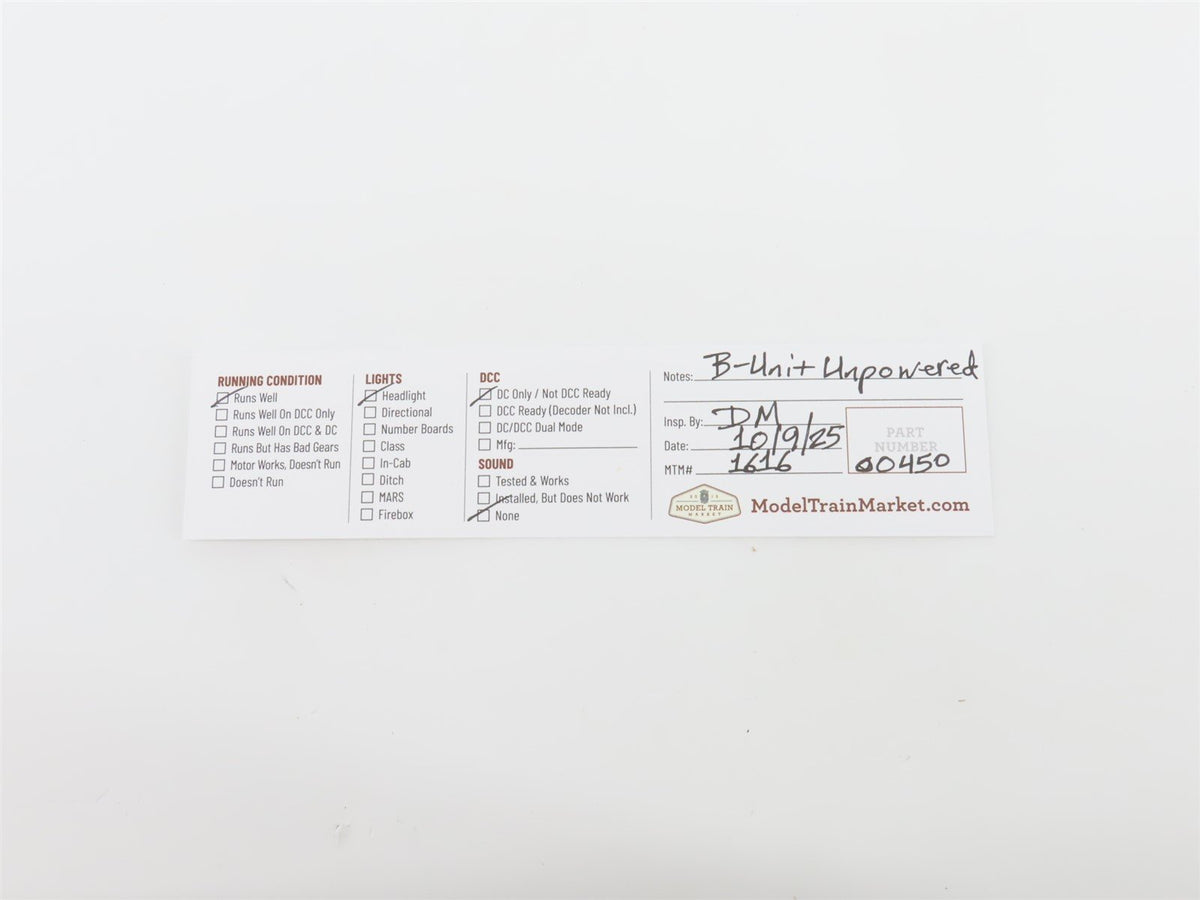 RUNNING CONDITION
Runs Well
Runs Well On DCC Only
Runs Well On DCC & DC
Runs But Has Bad Gears
Motor Works, Doesn't Run
Doesn't Run
LIGHTS
Headlight
Directional
Number Boards
Class
In-Cab
Ditch
MARS
Firebox
DCC
DC Only / Not DCC Ready
DCC Ready (Decoder Not Incl.)
DC/DCC Dual Mode
Mfg:
SOUND
Tested & Works
Installed, But Does Not Work
None
Notes: B-Unit Unpowered
Insp. By: DM
Date: 10/9/25
MTM# 1616
PART
NUMBER
00450
MODEL TRAIN
MARKET
ModelTrainMarket.com